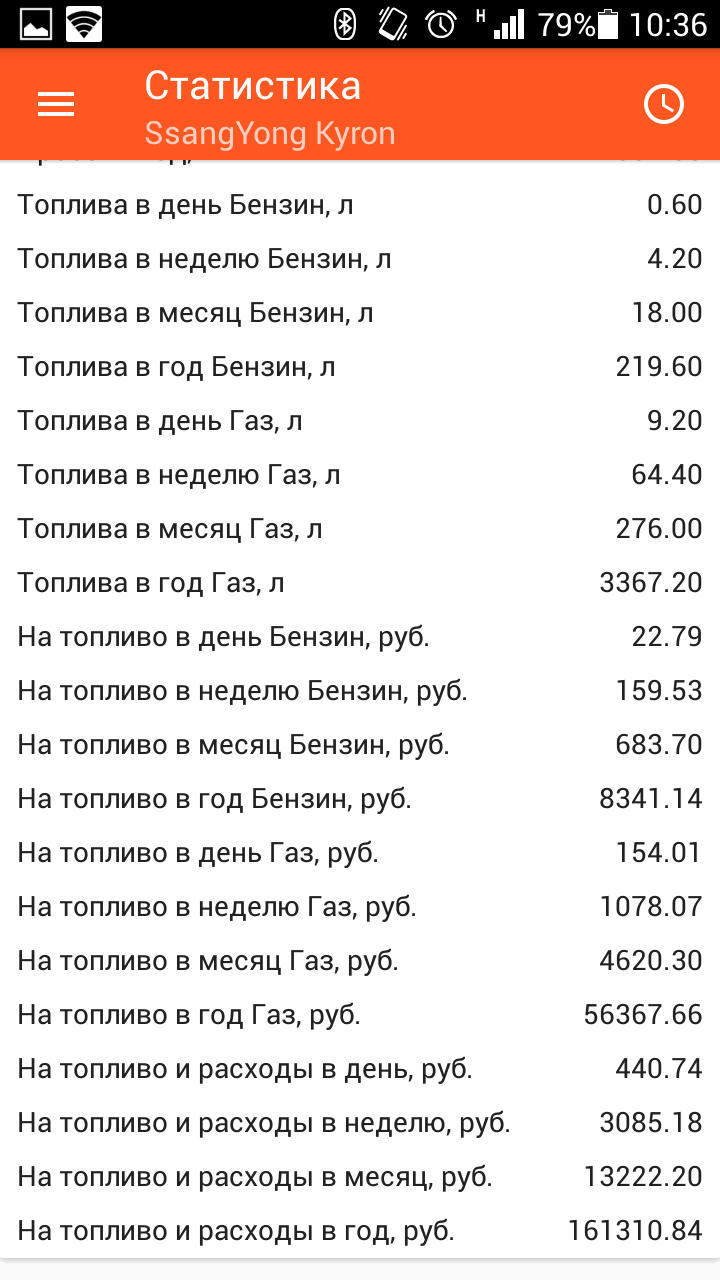 H 79% 10:36
Статистика
SsangYong Kyron
Топлива в день Бензин, л 0.60
Топлива в неделю Бензин, л 4.20
Топлива в месяц Бензин, л 18.00
Топлива в год Бензин, л 219.60
Топлива в день Газ, л 9.20
Топлива в неделю Газ, л 64.40
Топлива в месяц Газ, л 276.00
Топлива в год Газ, л 3367.20
На топливо в день Бензин, руб. 22.79
На топливо в неделю Бензин, руб. 159.53
На топливо в месяц Бензин, руб. 683.70
На топливо в год Бензин, руб. 8341.14
На топливо в день Газ, руб. 154.01
На топливо в неделю Газ, руб. 1078.07
На топливо в месяц Газ, руб. 4620.30
На топливо в год Газ, руб. 56367.66
На топливо и расходы в день, руб. 440.74
На топливо и расходы в неделю, руб. 3085.18
На топливо и расходы в месяц, руб. 13222.20
На топливо и расходы в год, руб. 161310.84